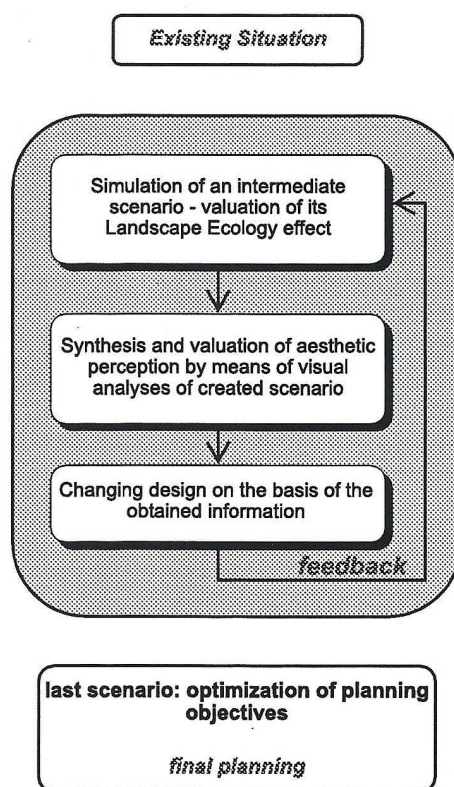 Existing Situation
Simulation of an intermediate
scenario - valuation of its
Landscape Ecology effect
Synthesis and valuation of aesthetic
perception by means of visual
analyses of created scenario
Changing design on the basis of the
obtained information
feedback
last scenario: optimization of planning
objectives
final planning